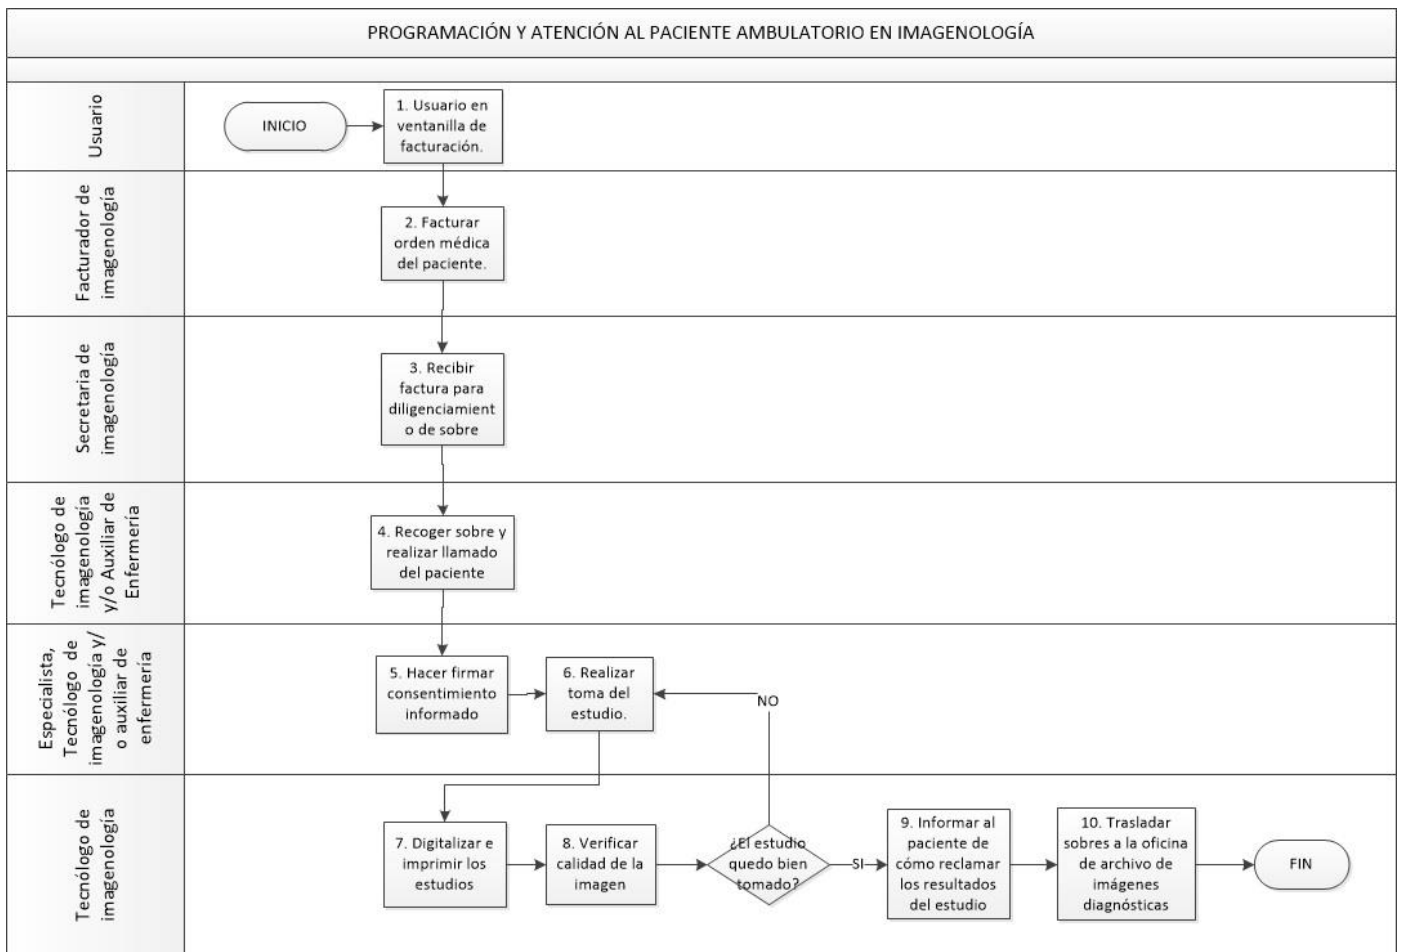 PROGRAMACIÓN Y ATENCIÓN AL PACIENTE AMBULATORIO EN IMAGENOLOGÍA
Usuario
INICIO
1. Usuario en
ventanilla de
facturación.
Facturador de
imagenología
2. Facturar
orden médica
del paciente.
Secretaria de
imagenología
3. Recibir
factura para
diligenciamient
o de sobre
Tecnólogo de
imagenología
y/o Auxiliar de
Enfermería
4. Recoger sobre y
realizar llamado
del paciente
Especialista,
Tecnólogo de
imagenología y/
o auxiliar de
enfermería
5. Hacer firmar
consentimiento
informado
6. Realizar
toma del
estudio.
NO
Tecnólogo de
imagenología
7. Digitalizar e
imprimir los
estudios
8. Verificar
calidad de la
imagen
¿El estudio
quedo bien
tomado?
SI
9. Informar al
paciente de
cómo reclamar
los resultados
del estudio
10. Trasladar
sobres a la oficina
de archivo de
imágenes
diagnósticas
FIN